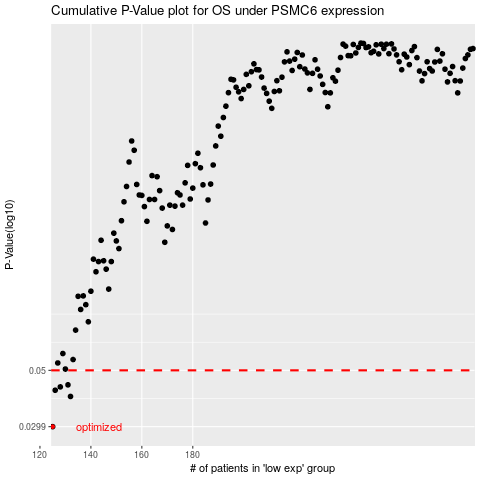 Cumulative P-Value plot for OS under PSMC6 expression
P-Value(log10)
0.05
0.0299
optimized
120 140 160 180
# of patients in 'low exp' group